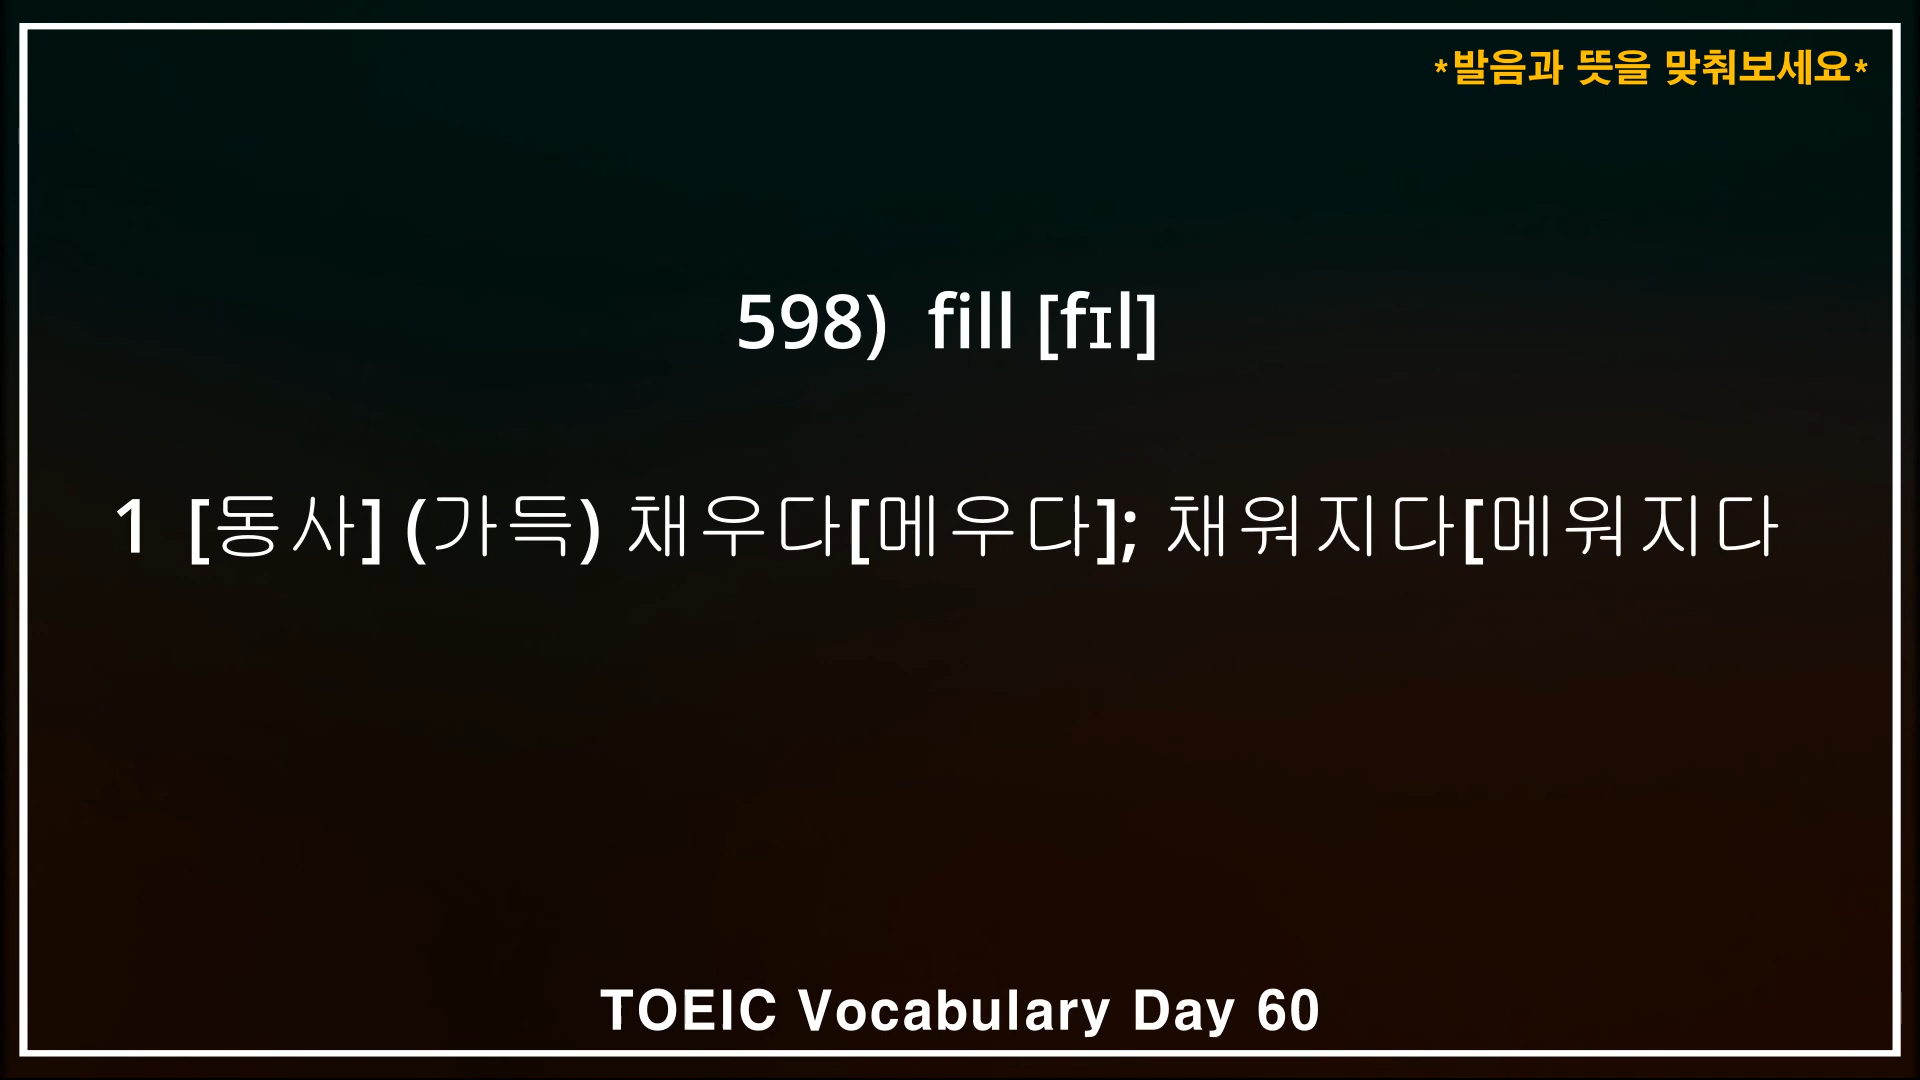 *발음과 뜻을 맞춰보세요*
598) fill [fɪl]
1 [동사] (가득) 채우다[메우다]; 채워지다[메워지다
TOEIC Vocabulary Day 60